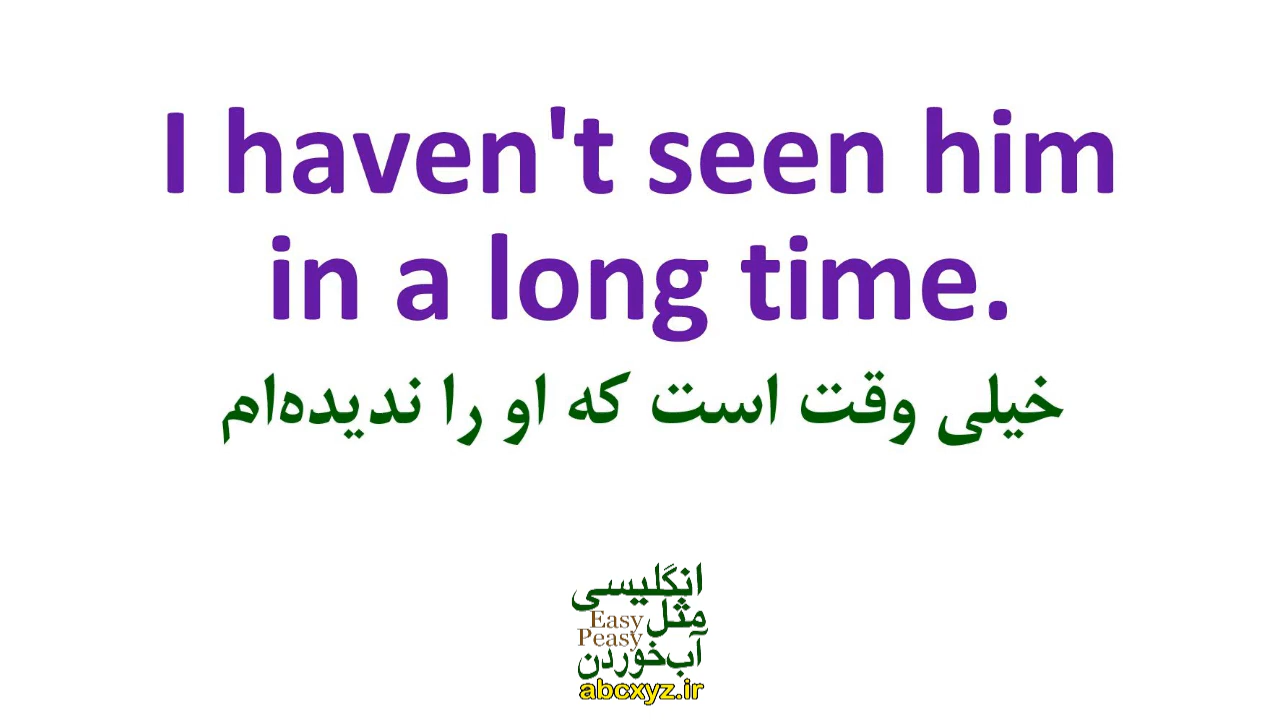 I haven't seen him
in a long time.
خیلی وقت است که او را ندیده‌ام
انگلیسی
مثل Easy
Peasy
آب‌خوردن
abcxyz.ir